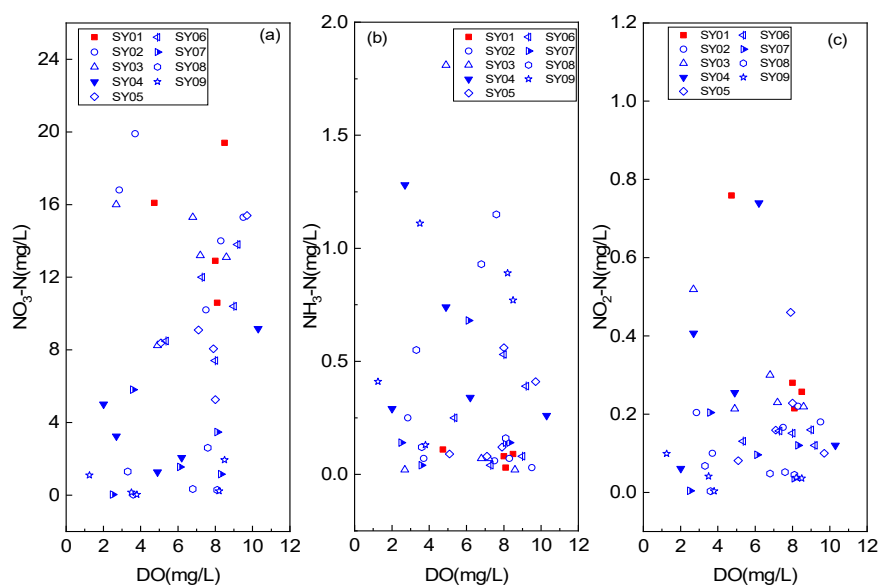 (a)
SY01 SY06
SY02 SY07
SY03 SY08
SY04 SY09
SY05
24
20
16
12
8
4
0
NO3-N(mg/L)
0 2 4 6 8 10 12
DO(mg/L)
(b)
SY01 SY06
SY02 SY07
SY03 SY08
SY04 SY09
SY05
2.0
1.5
1.0
0.5
0.0
NH3-N(mg/L)
0 2 4 6 8 10 12
DO(mg/L)
(c)
SY01 SY06
SY02 SY07
SY03 SY08
SY04 SY09
SY05
1.2
1.0
0.8
0.6
0.4
0.2
0.0
NO2-N(mg/L)
0 2 4 6 8 10 12
DO(mg/L)